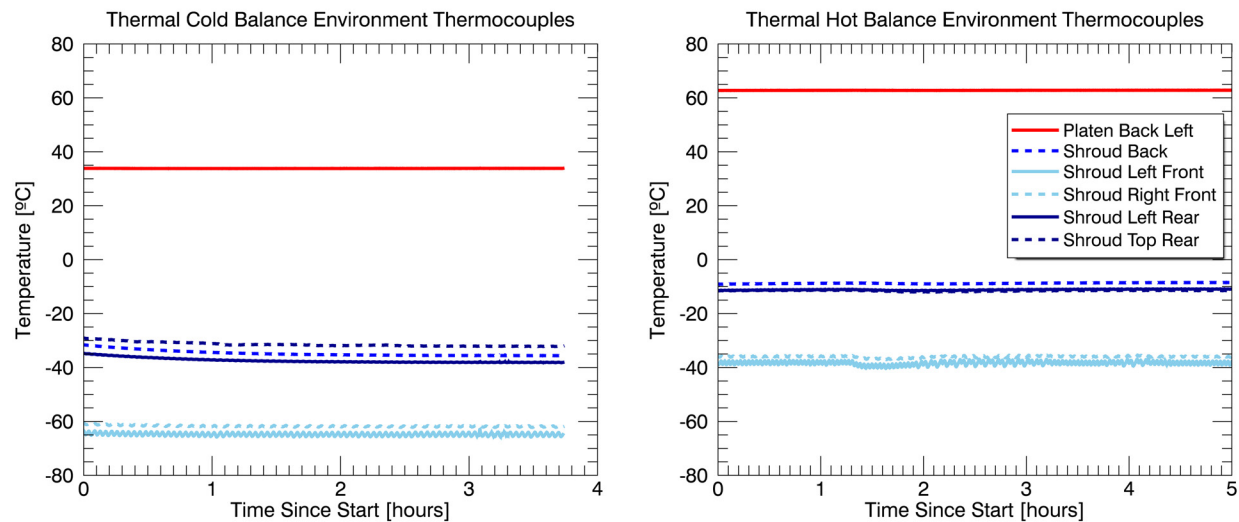 Thermal Cold Balance Environment Thermocouples
80
60
40
20
0
-20
-40
-60
-80
Temperature [ºC]
0 1 2 3 4
Time Since Start [hours]
Thermal Hot Balance Environment Thermocouples
80
60
40
20
0
-20
-40
-60
-80
Temperature [ºC]
Platen Back Left
Shroud Back
Shroud Left Front
Shroud Right Front
Shroud Left Rear
Shroud Top Rear
0 1 2 3 4 5
Time Since Start [hours]